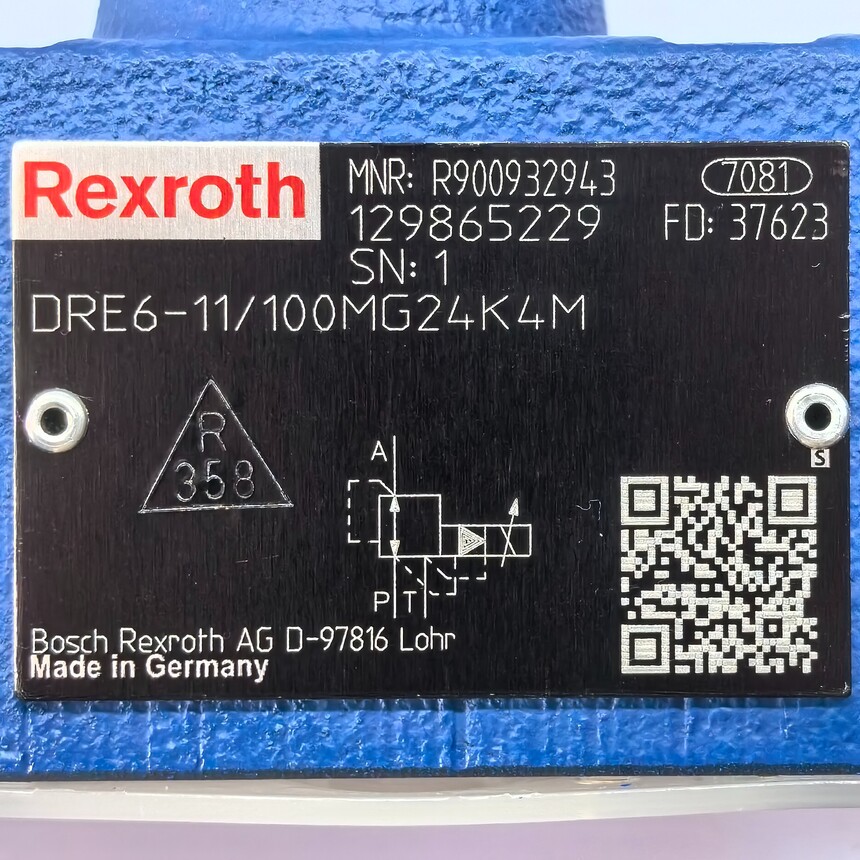 Rexroth
MNR: R900932943
7081
129865229
FD: 37623
SN: 1
DRE6-11/100MG24K4M
R
358
A
P
T
S
Bosch Rexroth AG D-97816 Lohr
Made in Germany